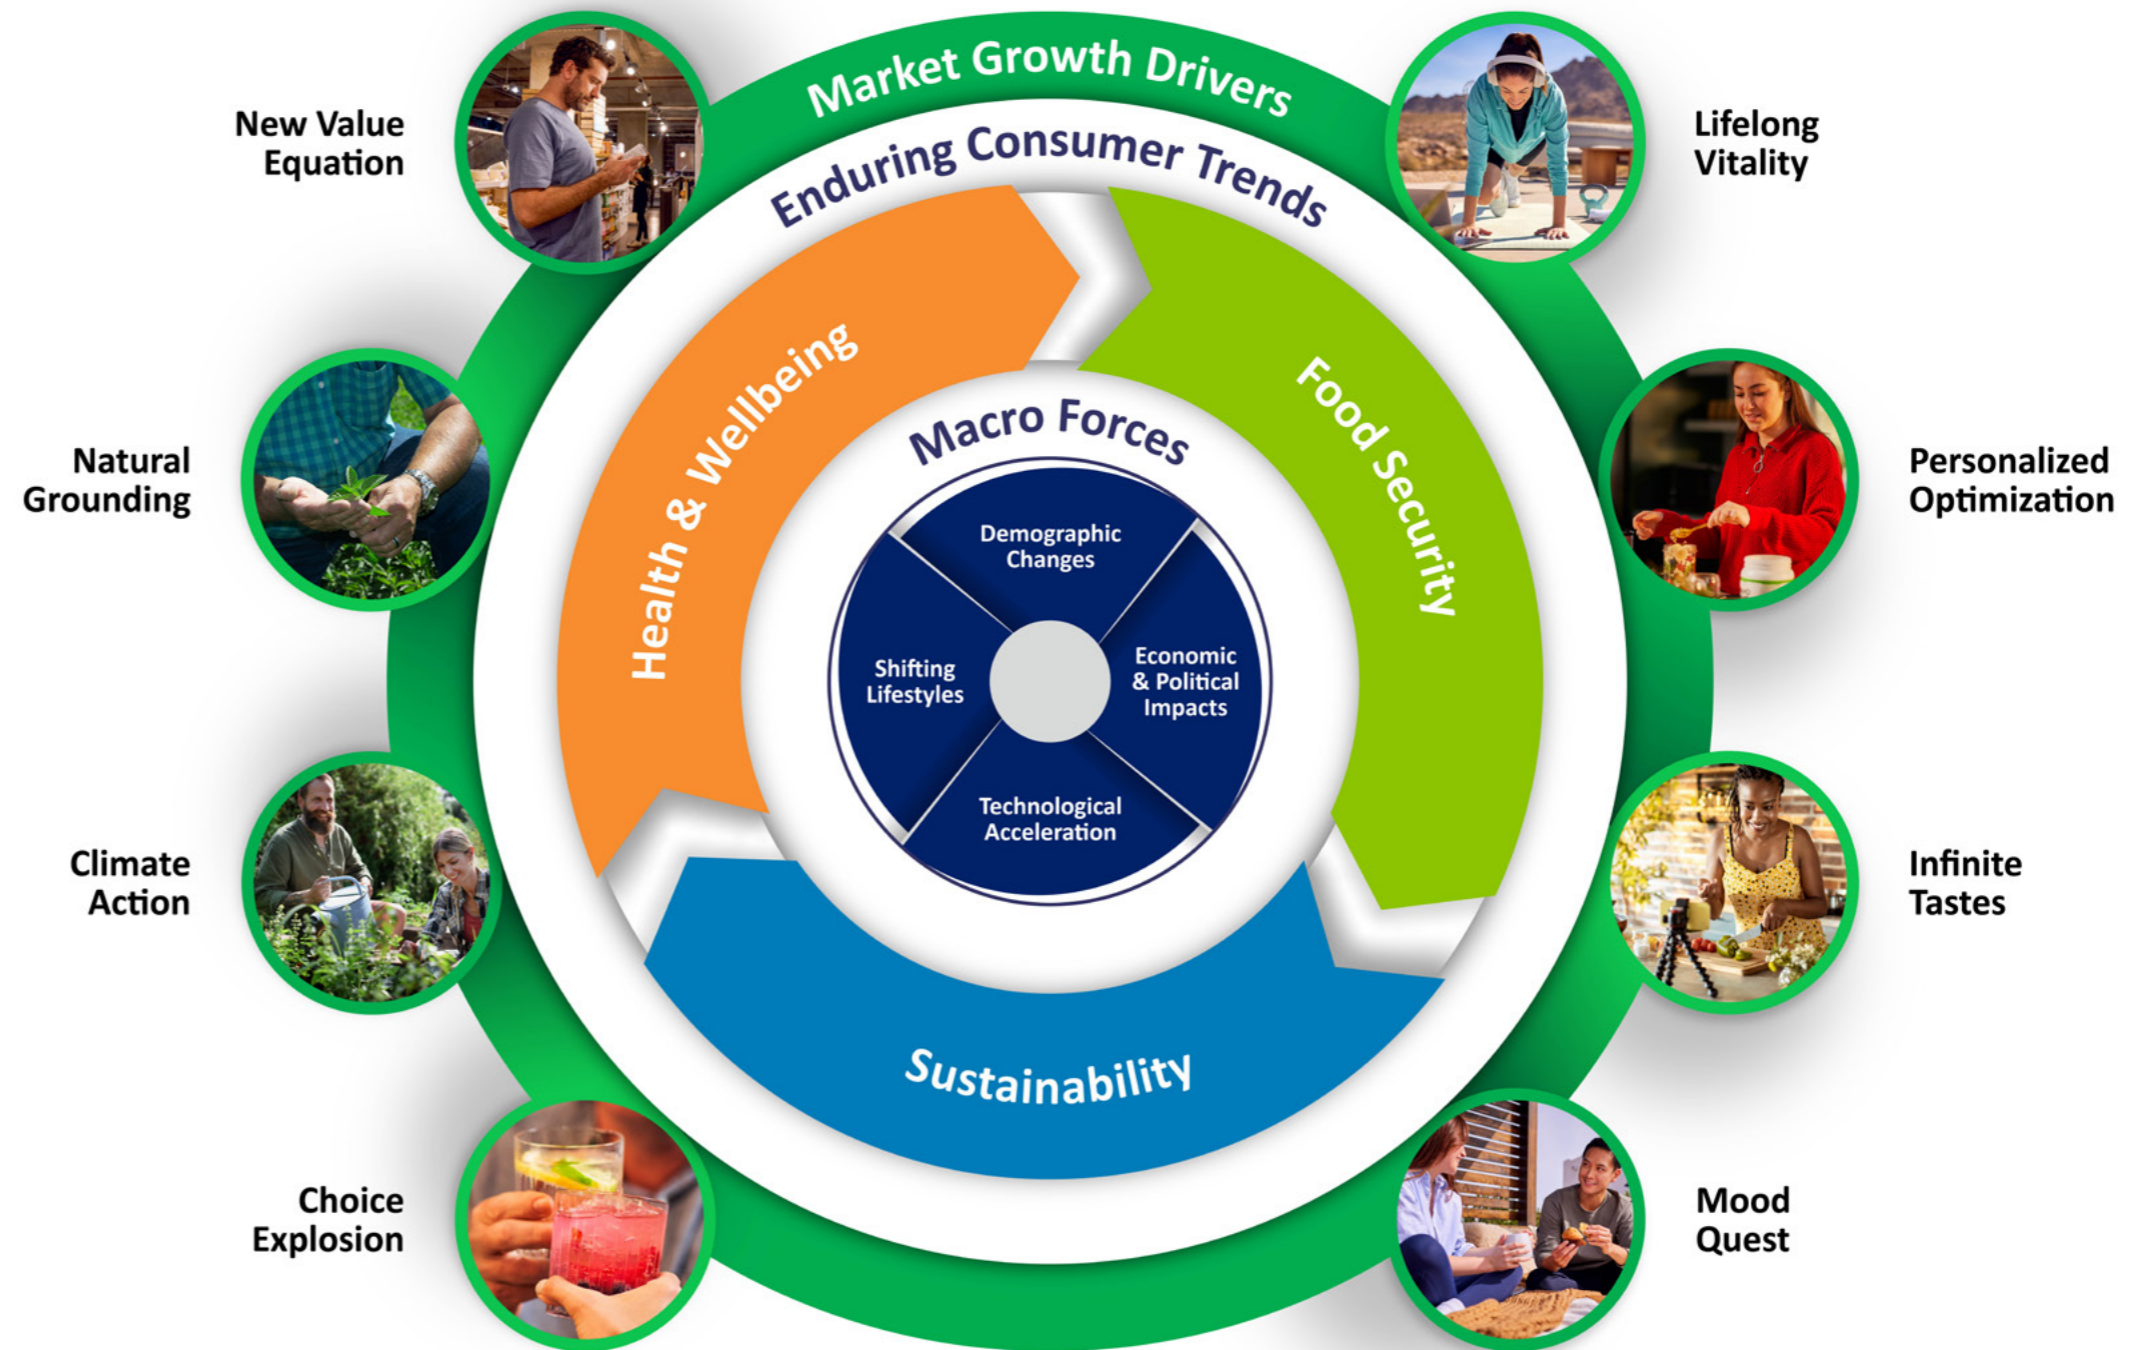 Market Growth Drivers
Enduring Consumer Trends
New Value
Equation
Lifelong
Vitality
Natural
Grounding
Personalized
Optimization
Climate
Action
Infinite
Tastes
Choice
Explosion
Mood
Quest
Health & Wellbeing
Food Security
Sustainability
Macro Forces
Demographic
Changes
Shifting
Lifestyles
Economic
& Political
Impacts
Technological
Acceleration